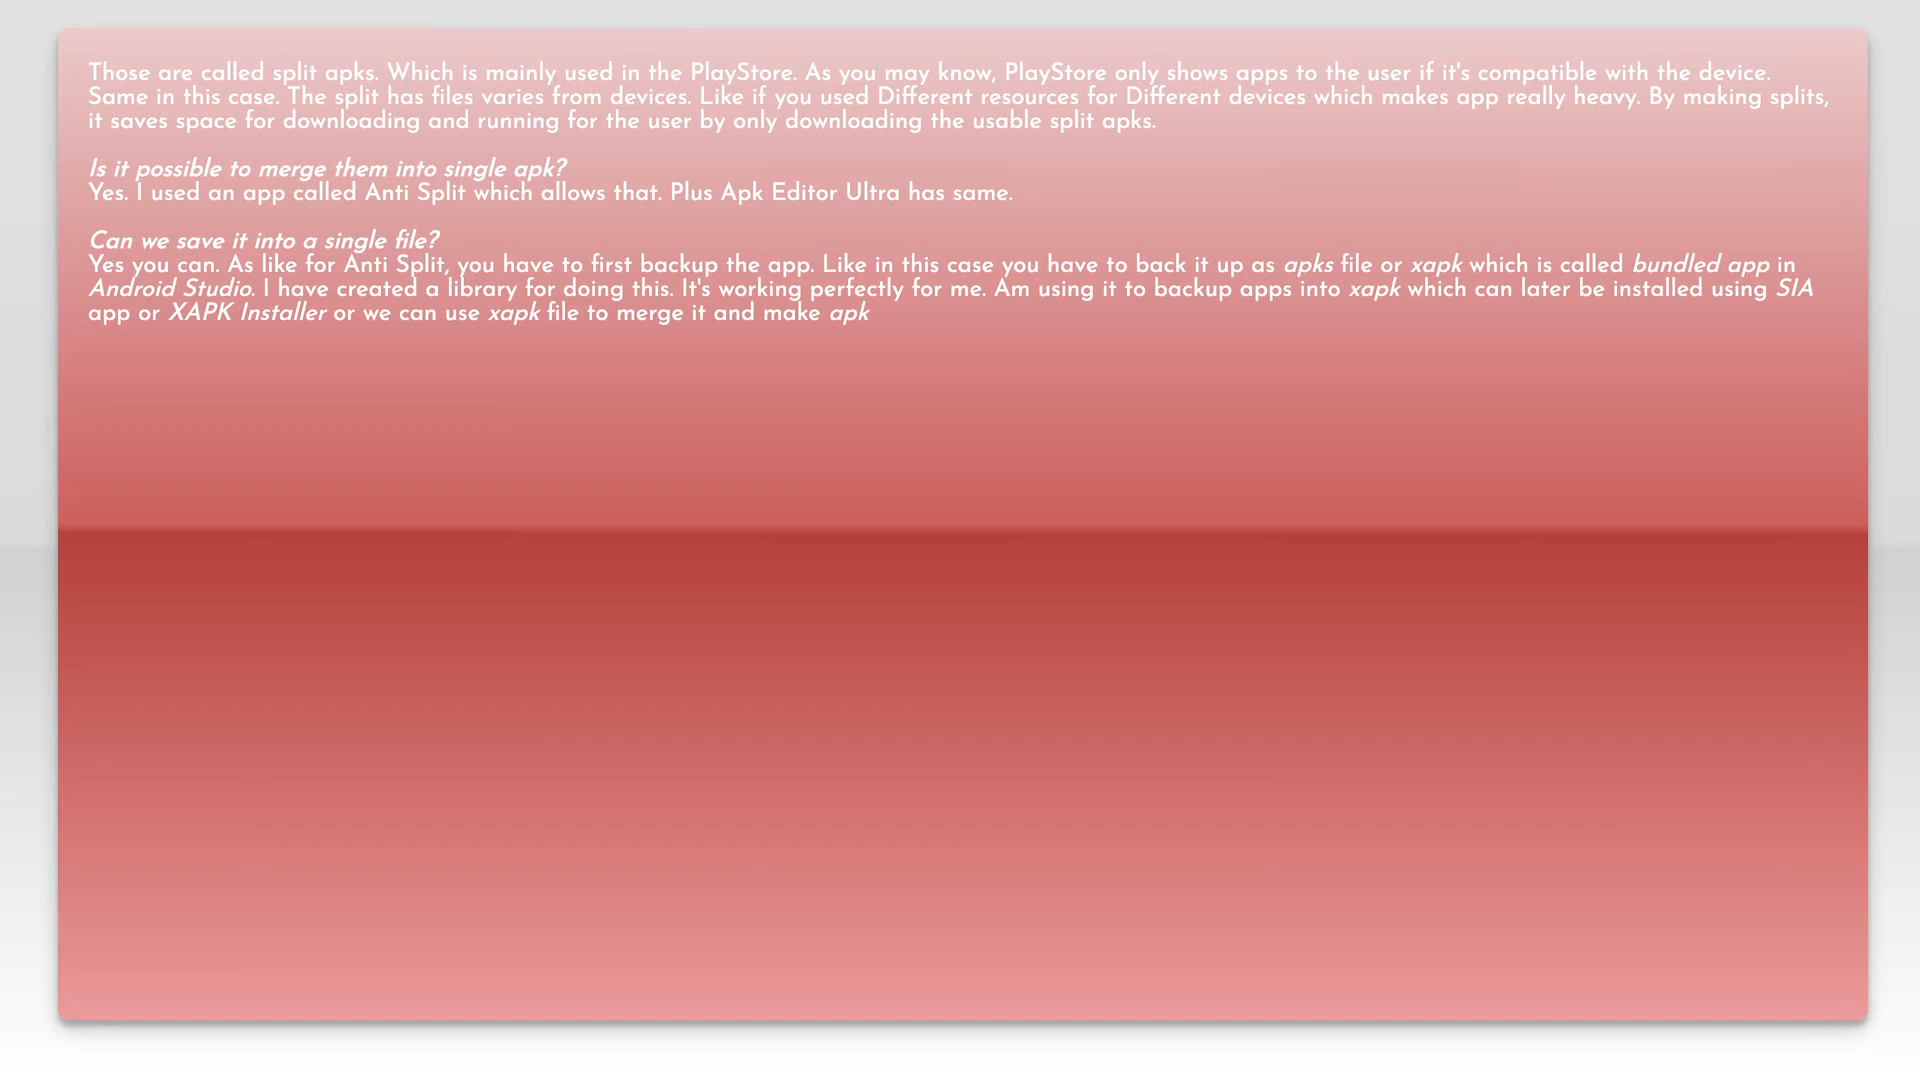 Those are called split apks. Which is mainly used in the PlayStore. As you may know, PlayStore only shows apps to the user if it's compatible with the device.
Same in this case. The split has files varies from devices. Like if you used Different resources for Different devices which makes app really heavy. By making splits,
it saves space for downloading and running for the user by only downloading the usable split apks.
Is it possible to merge them into single apk?
Yes. I used an app called Anti Split which allows that. Plus Apk Editor Ultra has same.
Can we save it into a single file?
Yes you can. As like for Anti Split, you have to first backup the app. Like in this case you have to back it up as apks file or xapk which is called bundled app in
Android Studio. I have created a library for doing this. It's working perfectly for me. Am using it to backup apps into xapk which can later be installed using SIA
app or XAPK Installer or we can use xapk file to merge it and make apk